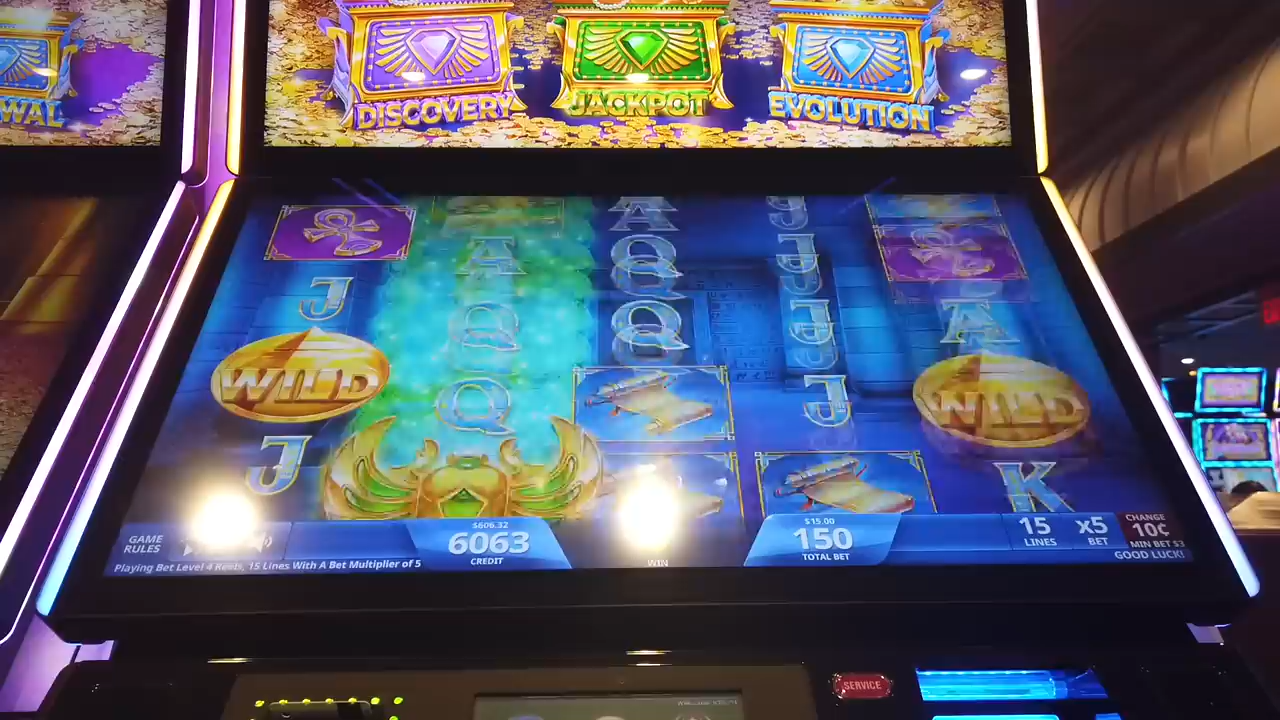 WAL
DISCOVERY
JACKPOT
EVOLUTION
A
J
A
Q
J
J
Q
Q
J
A
WILD
Q
J
WILD
J
K
GAME
RULES
$606.32
6063
CREDIT
WIN
$15.00
150
TOTAL BET
15
LINES
x5
BET
CHANGE
10¢
MIN BET $3
GOOD LUCK!
Playing Bet Level 4 Reels, 15 Lines With A Bet Multiplier of 5
SERVICE